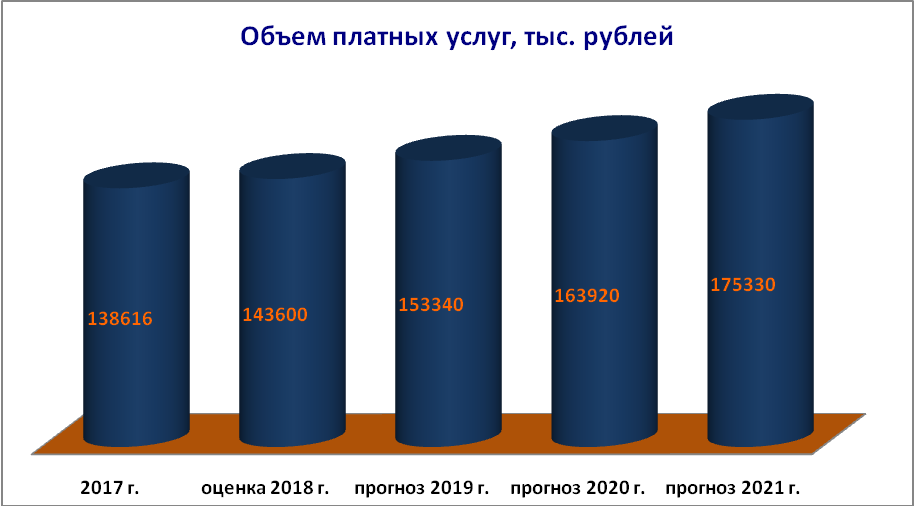 Объем платных услуг, тыс. рублей
138616
143600
153340
163920
175330
2017 г.
оценка 2018 г.
прогноз 2019 г.
прогноз 2020 г.
прогноз 2021 г.